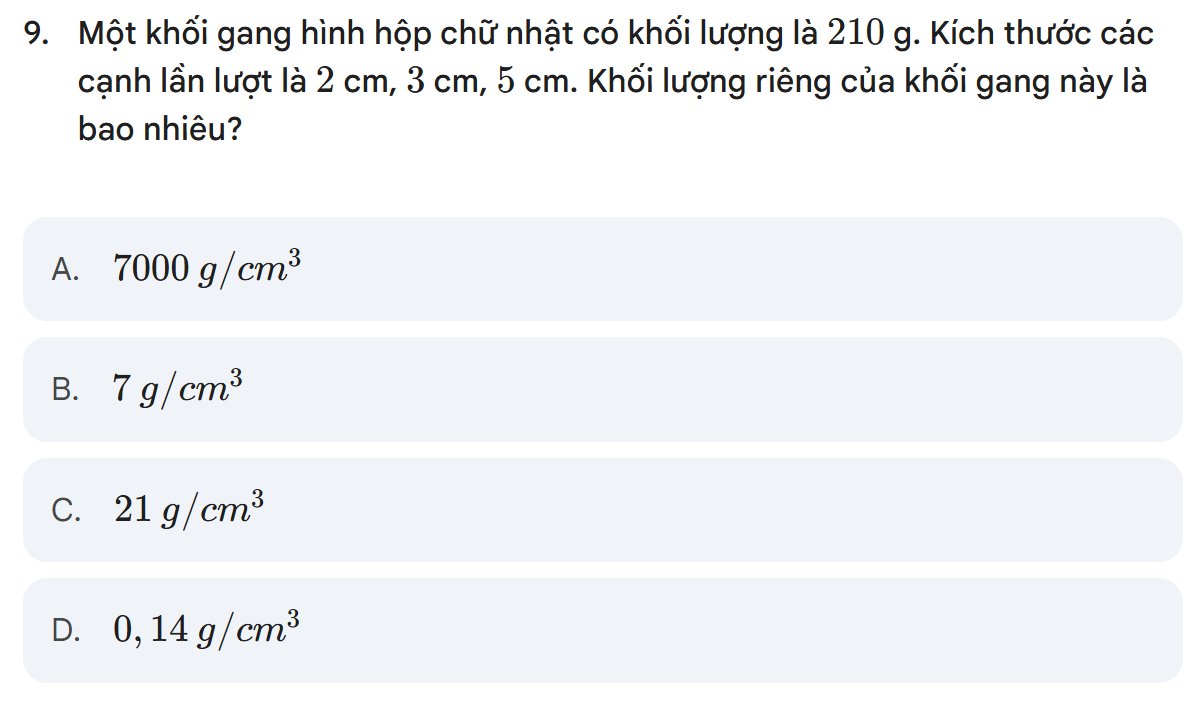 9. Một khối gang hình hộp chữ nhật có khối lượng là 210 g. Kích thước các
cạnh lần lượt là 2 cm, 3 cm, 5 cm. Khối lượng riêng của khối gang này là
bao nhiêu?
A. 7000 g/cm³
B. 7 g/cm³
C. 21 g/cm³
D. 0, 14 g/cm³